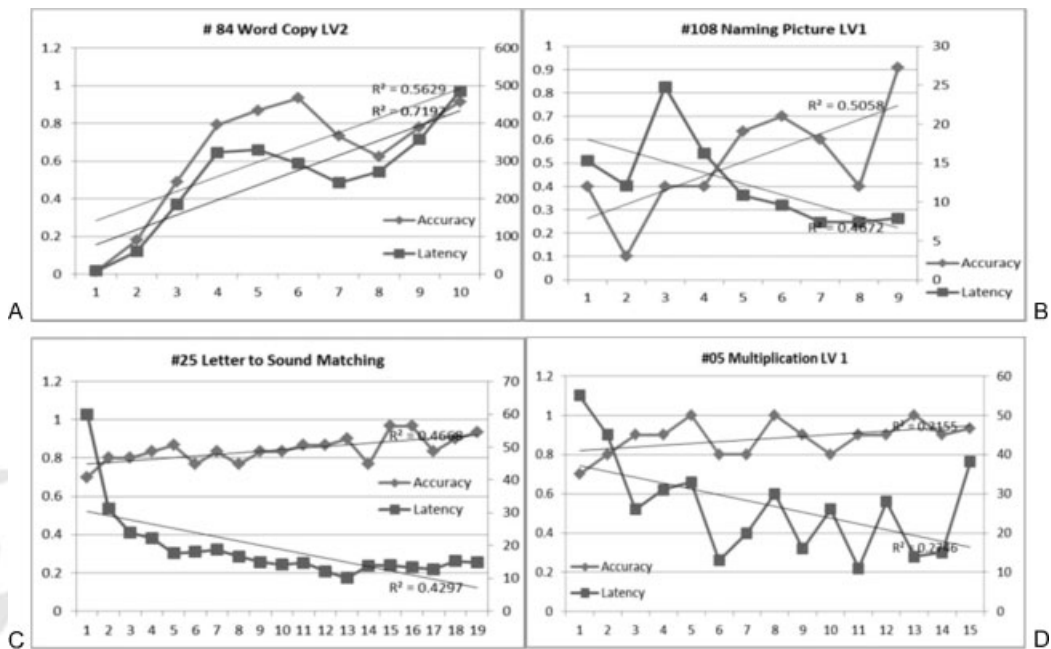 # 84 Word Copy LV2
1.2 600
1 500
0.8 400
0.6 300
0.4 200
0.2 100
0 0
R² = 0.5629
R² = 0.7197
Accuracy
Latency
1 2 3 4 5 6 7 8 9 10
A
#108 Naming Picture LV1
1 30
0.9
0.8 25
0.7 20
0.6
0.5 15
0.4
0.3 10
0.2 5
0.1
0 0
R² = 0.5058
R² = 0.4672
Accuracy
Latency
1 2 3 4 5 6 7 8 9
B
#25 Letter to Sound Matching
1.2 70
1 60
0.8 50
0.6 40
0.4 30
0.2 20
0 10
0
R² = 0.4668
Accuracy
Latency
R² = 0.4297
1 2 3 4 5 6 7 8 9 10 11 12 13 14 15 16 17 18 19
C
#05 Multiplication LV 1
1.2 60
1 50
0.8 40
0.6 30
0.4 20
0.2 10
0 0
R² = 0.2155
Accuracy
Latency
1 2 3 4 5 6 7 8 9 10 11 12 13 14 15
D